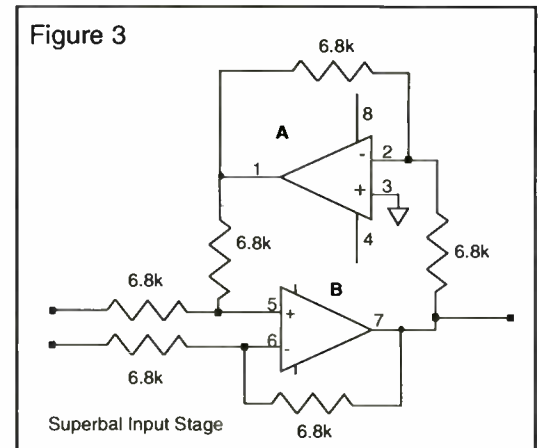 Figure 3
6.8k
8
A
1
- 2
+ 3
4
6.8k
6.8k
6.8k
B
5 +
7
6 -
6.8k
6.8k
Superbal Input Stage